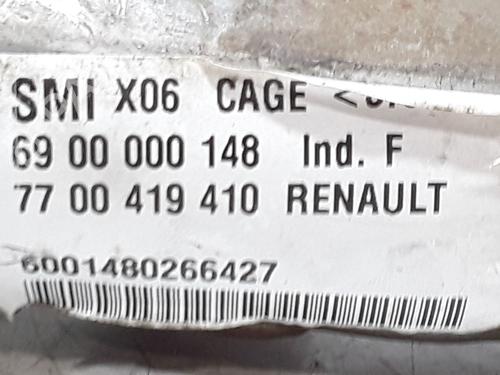 SMI X06 CAGE <
69 00 000 148 Ind. F
77 00 419 410 RENAULT
6001480266427